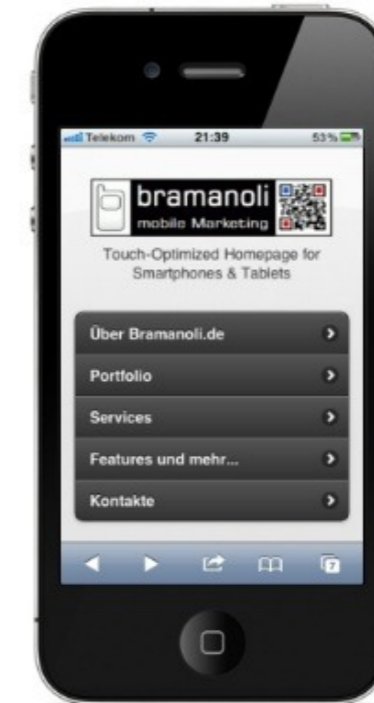 Telekom 21:39 53%
bramanoli
mobile Marketing
Touch-Optimized Homepage for
Smartphones & Tablets
Über Bramanoli.de
Portfolio
Services
Features und mehr...
Kontakte
7